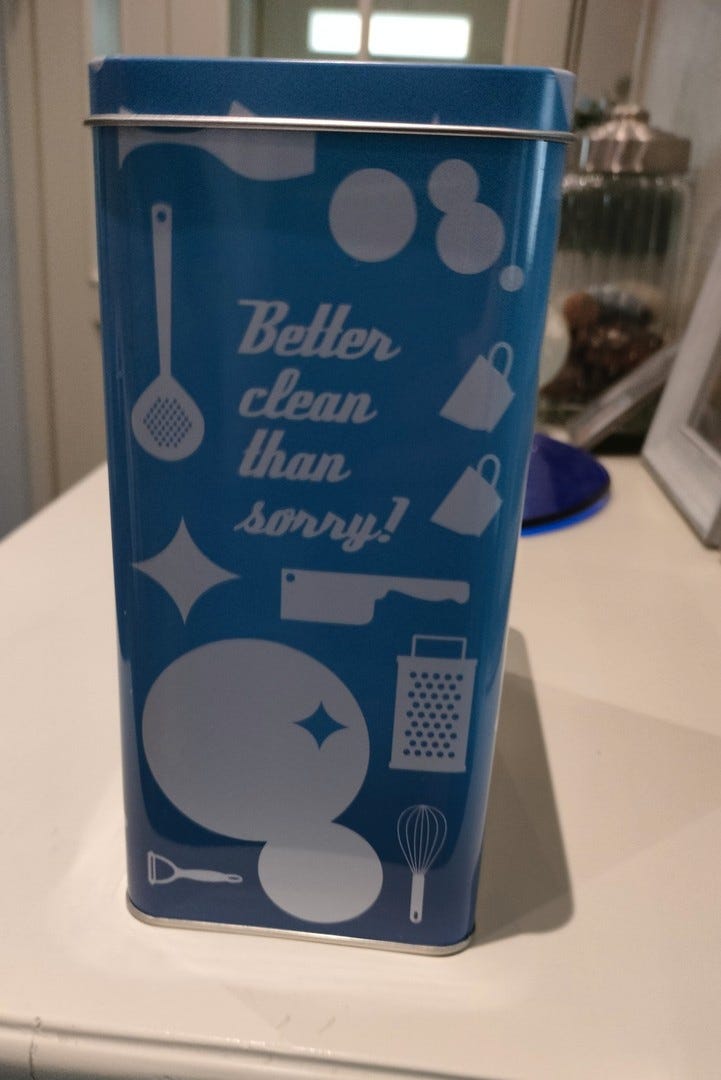 Better
clean
than
sorry!